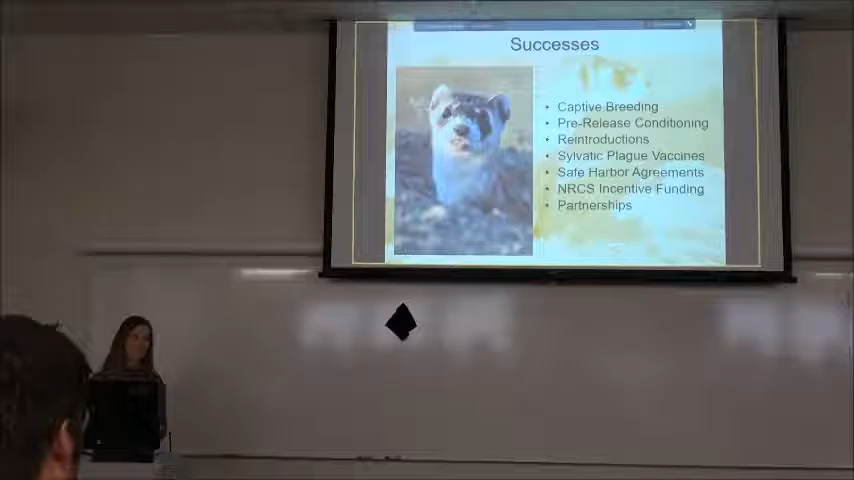 Successes
• Captive Breeding
• Pre-Release Conditioning
• Reintroductions
• Sylvatic Plague Vaccines
• Safe Harbor Agreements
• NRCS Incentive Funding
• Partnerships